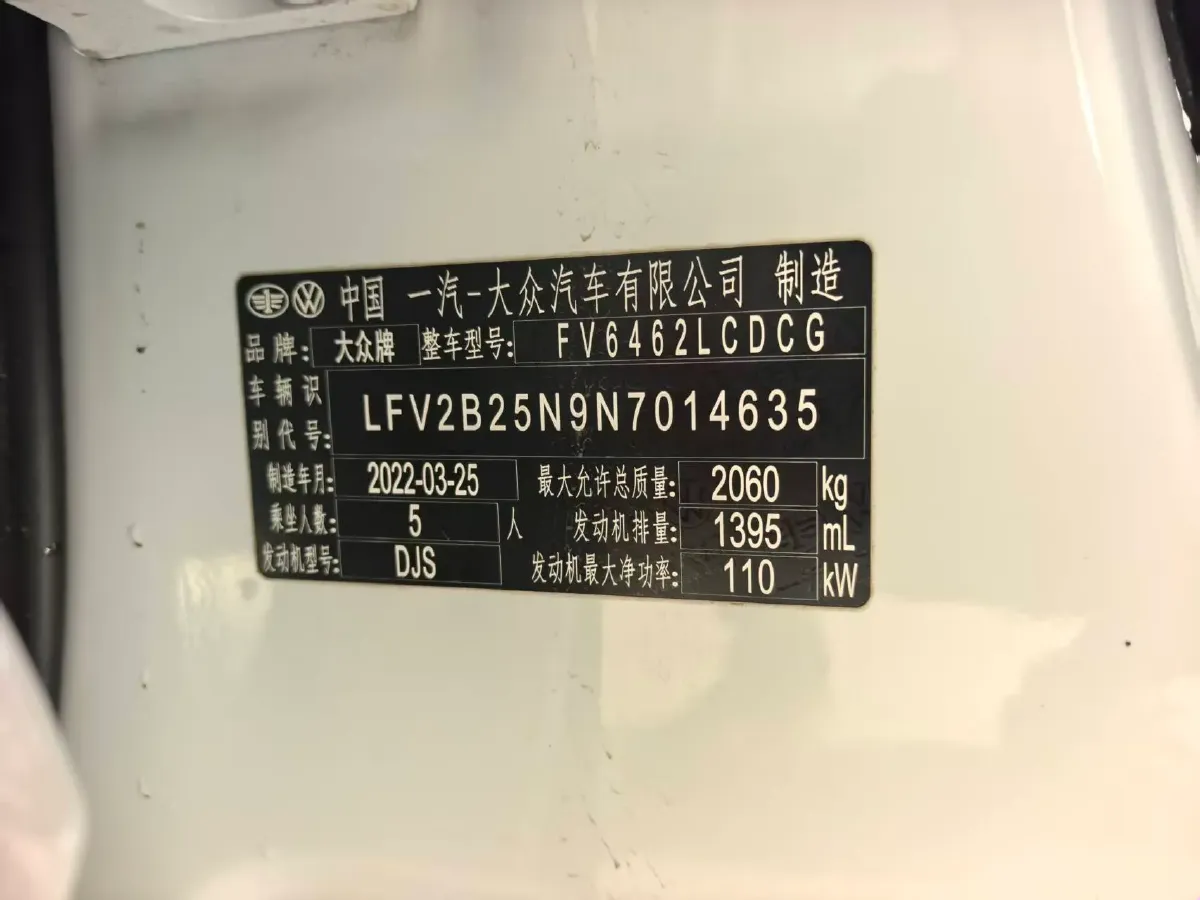 中国 一汽-大众汽车有限公司 制造
品牌: 大众牌 整车型号: FV6462LCDCG
车辆识别代号: LFV2B25N9N7014635
制造年月: 2022-03-25 最大允许总质量: 2060 kg
乘坐人数: 5 人 发动机排量: 1395 mL
发动机型号: DJS 发动机最大净功率: 110 kW